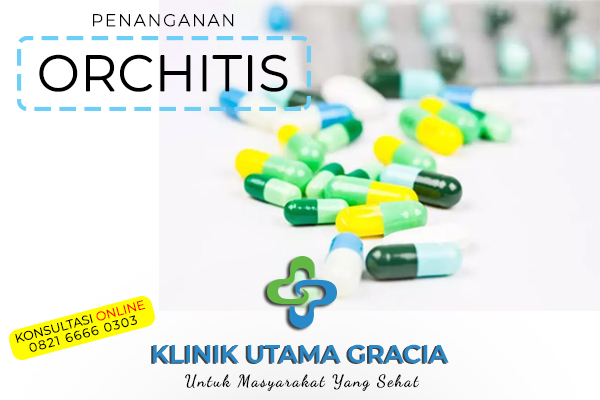 PENANGANAN
ORCHITIS
KONSULTASI ONLINE
0821 6666 0303
KLINIK UTAMA GRACIA
Untuk Masyarakat Yang Sehat